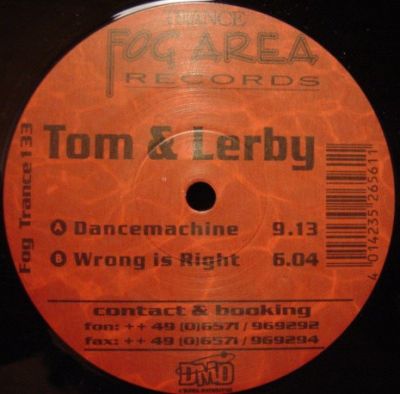 TRANCE
FOG AREA
RECORDS
Tom & Lerby
Fog Trance 133
A Dancemachine 9.13
B Wrong is Right 6.04
4 014235 265611
contact & booking
fon: ++ 49 (0)6571 / 969292
fax: ++ 49 (0)6571 / 969294
DMD